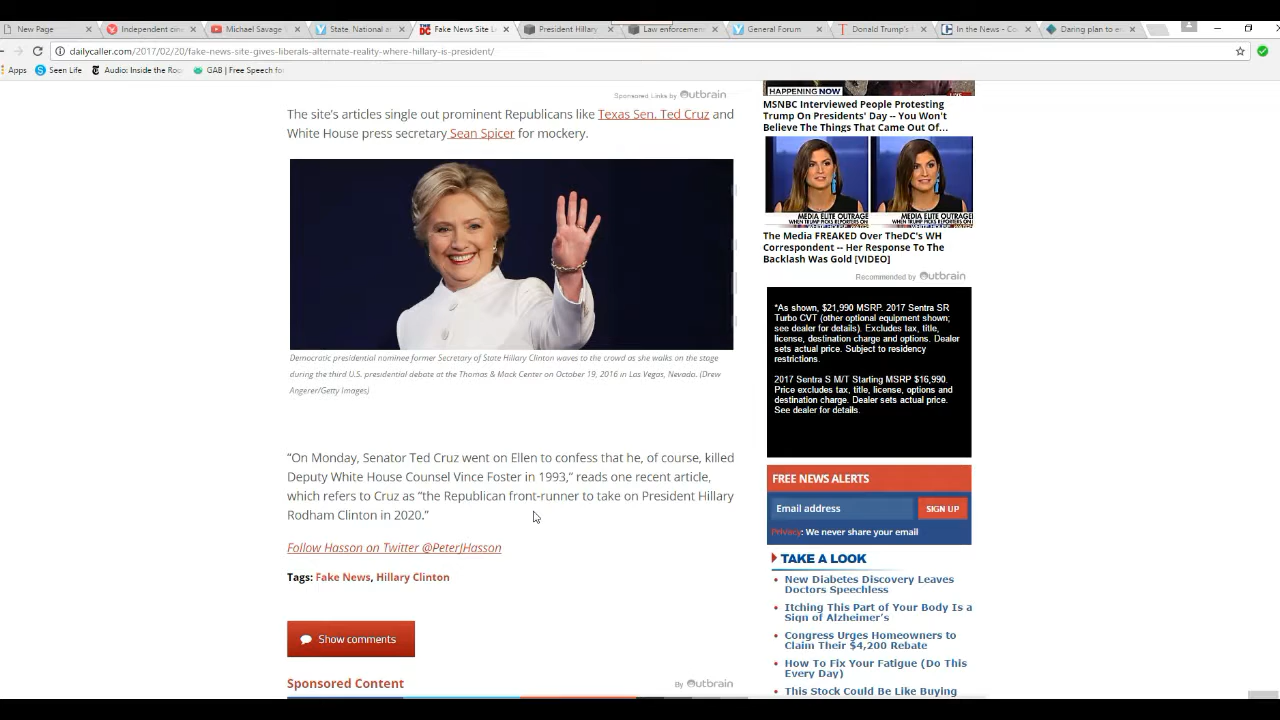 New Page
Independent cine
Michael Savage
State, National a
Fake News Site L
President Hillary
Law enforcemen
General Forum
Donald Trump's
In the News - Co
Daring plan to e
dailycaller.com/2017/02/20/fake-news-site-gives-liberals-alternate-reality-where-hillary-is-president/
Apps
Seen Life
Audio: Inside the Roc
GAB | Free Speech for
Sponsored Links by Outbrain
The site's articles single out prominent Republicans like Texas Sen. Ted Cruz and
White House press secretary Sean Spicer for mockery.
Democratic presidential nominee former Secretary of State Hillary Clinton waves to the crowd as she walks on the stage
during the third U.S. presidential debate at the Thomas & Mack Center on October 19, 2016 in Las Vegas, Nevada. (Drew
Angerer/Getty Images)
“On Monday, Senator Ted Cruz went on Ellen to confess that he, of course, killed
Deputy White House Counsel Vince Foster in 1993,” reads one recent article,
which refers to Cruz as “the Republican front-runner to take on President Hillary
Rodham Clinton in 2020.”
Follow Hasson on Twitter @PeterJHasson
Tags: Fake News, Hillary Clinton
Show comments
Sponsored Content
By Outbrain
HAPPENING NOW
MSNBC Interviewed People Protesting
Trump On Presidents' Day -- You Won't
Believe The Things That Came Out Of...
MEDIA ELITE OUTRAGE
WHEN TRUMP PICKS REPORTERS ON
MEDIA ELITE OUTRAGE
WHEN TRUMP PICKS REPORTERS ON
The Media FREAKED Over TheDC's WH
Correspondent -- Her Response To The
Backlash Was Gold [VIDEO]
Recommended by Outbrain
*As shown, $21,990 MSRP. 2017 Sentra SR
Turbo CVT (other optional equipment shown;
see dealer for details). Excludes tax, title,
license, destination charge and options. Dealer
sets actual price. Subject to residency
restrictions.
2017 Sentra S M/T Starting MSRP $16,990.
Price excludes tax, title, license, options and
destination charge. Dealer sets actual price.
See dealer for details.
FREE NEWS ALERTS
Email address
SIGN UP
Privacy: We never share your email
TAKE A LOOK
New Diabetes Discovery Leaves
Doctors Speechless
Itching This Part of Your Body Is a
Sign of Alzheimer's
Congress Urges Homeowners to
Claim Their $4,200 Rebate
How To Fix Your Fatigue (Do This
Every Day)
This Stock Could Be Like Buying